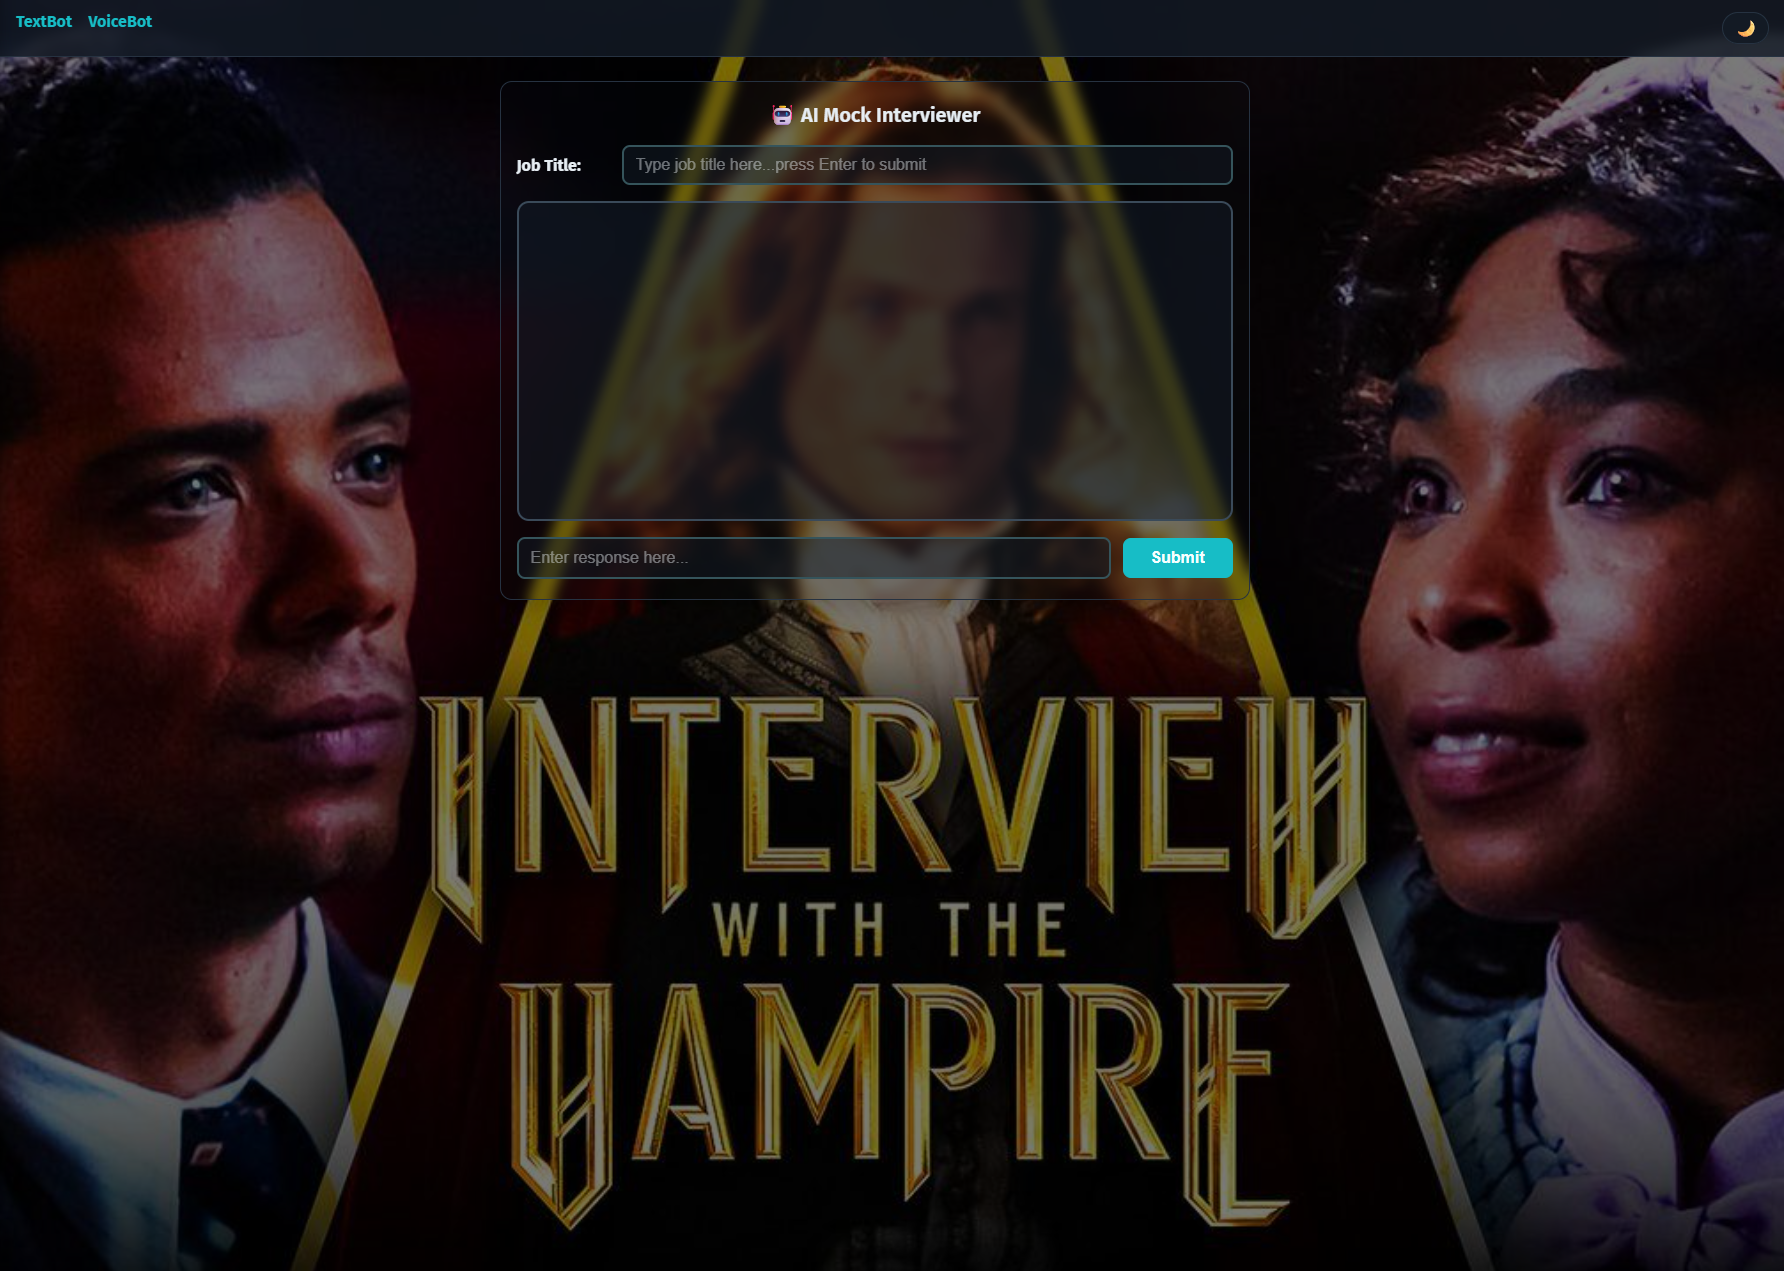 TextBot VoiceBot
AI Mock Interviewer
Job Title: Type job title here...press Enter to submit
Enter response here... Submit
INTERVIEW
WITH THE
VAMPIRE